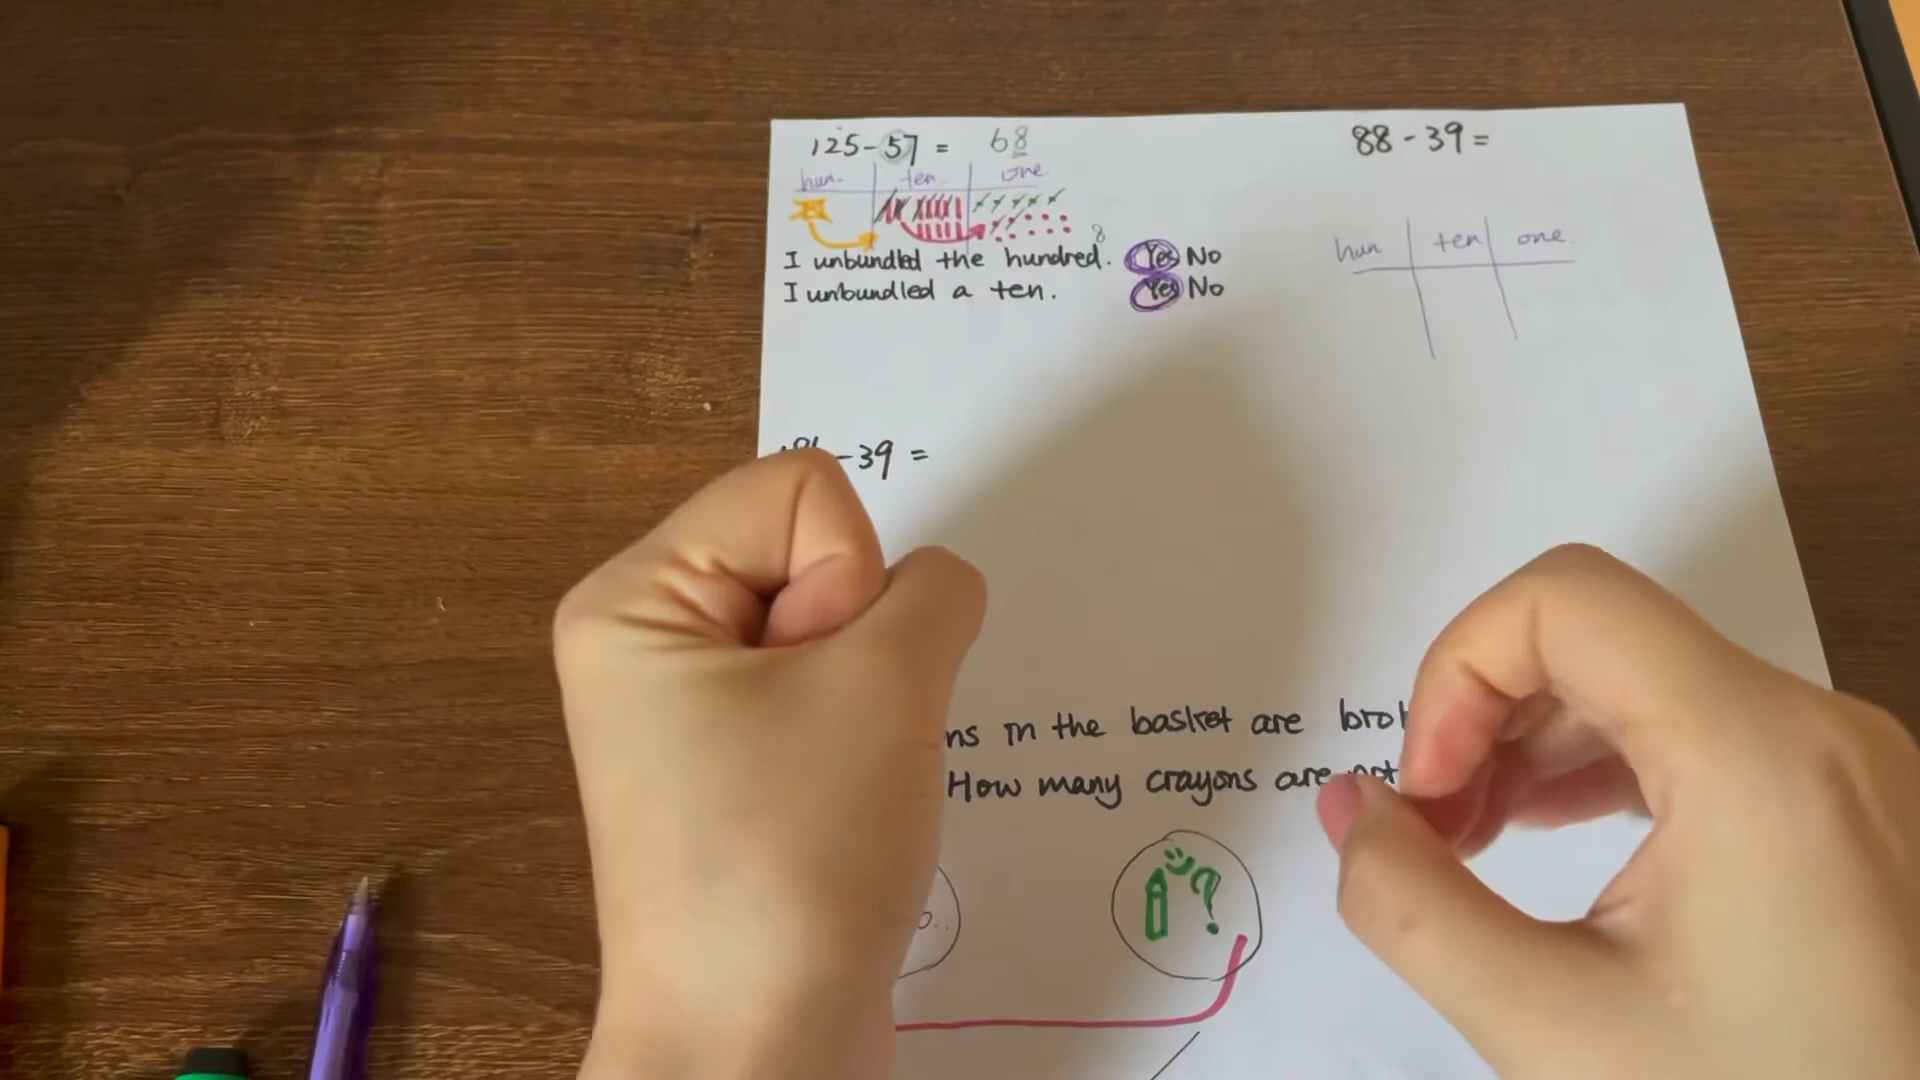 125-57 = 68
hun. ten. one.
8
I unbundled the hundred. Yes No
I unbundled a ten. Yes No
88-39 =
hun ten one.
-39 =
in the basket are
How many crayons are not
?